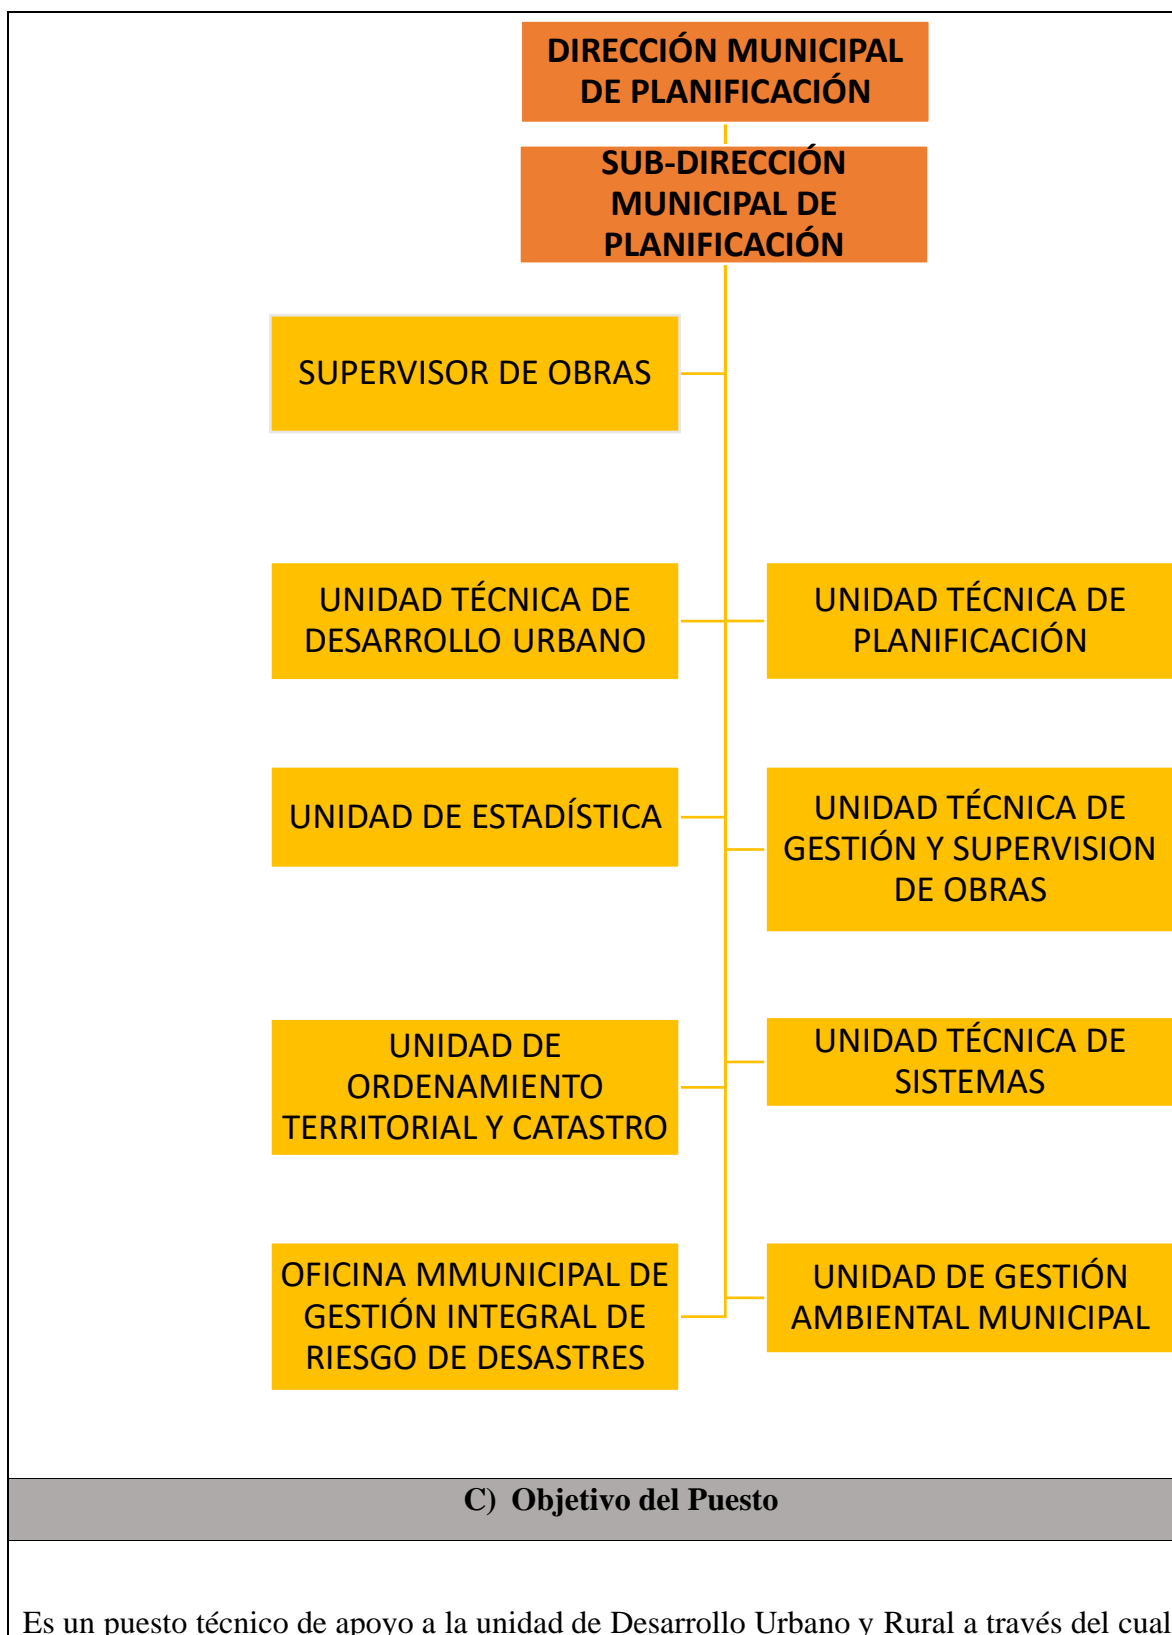 DIRECCIÓN MUNICIPAL
DE PLANIFICACIÓN
SUB-DIRECCIÓN
MUNICIPAL DE
PLANIFICACIÓN
SUPERVISOR DE OBRAS
UNIDAD TÉCNICA DE
DESARROLLO URBANO
UNIDAD TÉCNICA DE
PLANIFICACIÓN
UNIDAD DE ESTADÍSTICA
UNIDAD TÉCNICA DE
GESTIÓN Y SUPERVISION
DE OBRAS
UNIDAD DE
ORDENAMIENTO
TERRITORIAL Y CATASTRO
UNIDAD TÉCNICA DE
SISTEMAS
OFICINA MMUNICIPAL DE
GESTIÓN INTEGRAL DE
RIESGO DE DESASTRES
UNIDAD DE GESTIÓN
AMBIENTAL MUNICIPAL
C) Objetivo del Puesto
Es un puesto técnico de apoyo a la unidad de Desarrollo Urbano y Rural a través del cual